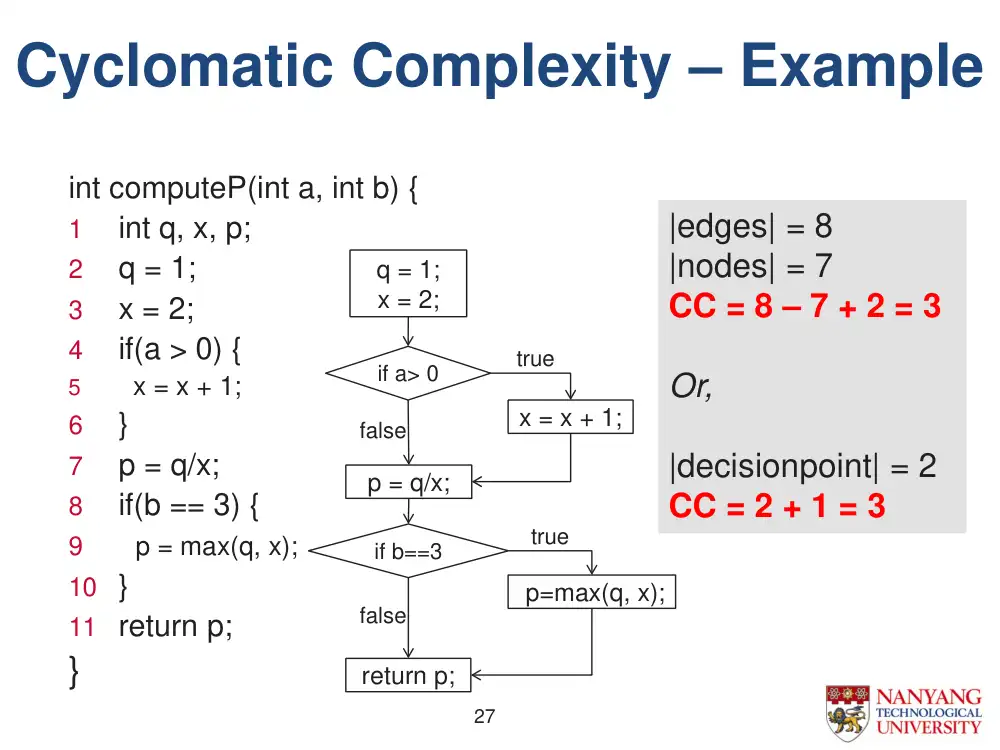 Cyclomatic Complexity – Example
int computeP(int a, int b) {
1 int q, x, p;
2 q = 1;
3 x = 2;
4 if(a > 0) {
5 x = x + 1;
6 }
7 p = q/x;
8 if(b == 3) {
9 p = max(q, x);
10 }
11 return p;
}
q = 1;
x = 2;
if a> 0
true
x = x + 1;
false
p = q/x;
if b==3
true
p=max(q, x);
false
return p;
|edges| = 8
|nodes| = 7
CC = 8 – 7 + 2 = 3
Or,
|decisionpoint| = 2
CC = 2 + 1 = 3
27
NANYANG
TECHNOLOGICAL
UNIVERSITY